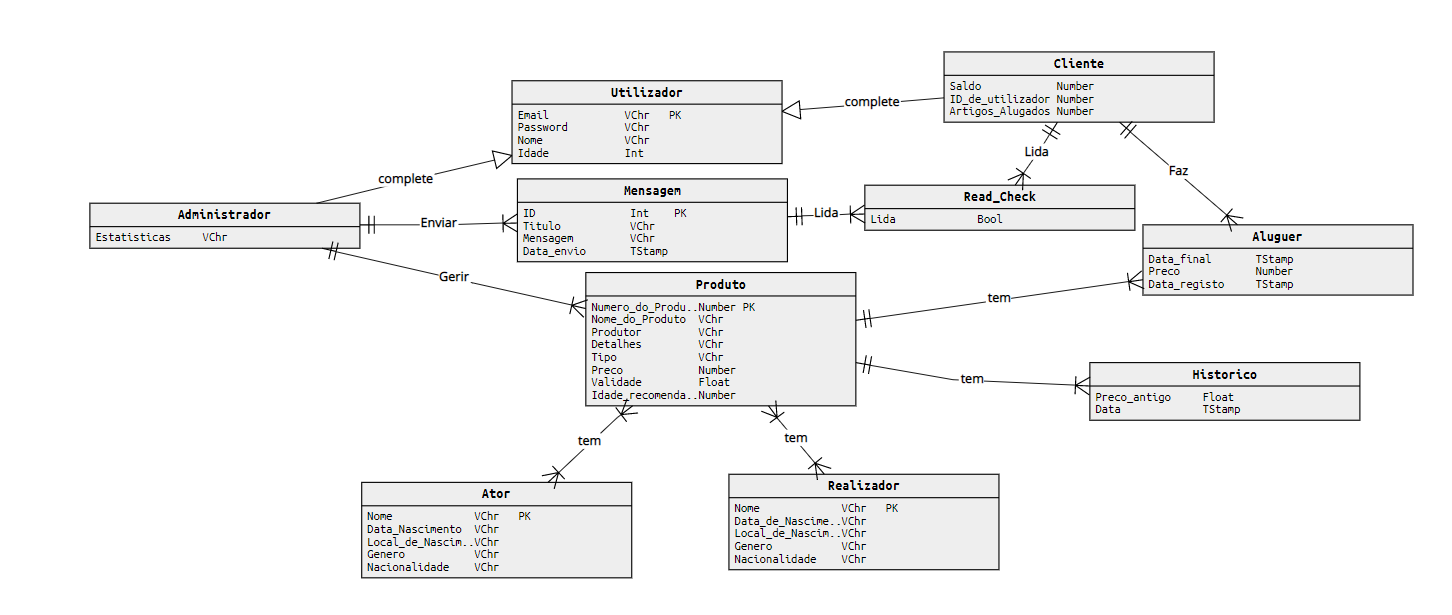 Cliente
Saldo Number
ID_de_utilizador Number
Artigos_Alugados Number
Utilizador
Email VChr PK
Password VChr
Nome VChr
Idade Int
complete
complete
Lida
Faz
Mensagem
ID Int PK
Titulo VChr
Mensagem VChr
Data_envio TStamp
Read_Check
Lida Bool
Lida
Administrador
Estatisticas VChr
Enviar
Gerir
Aluguer
Data_final TStamp
Preco Number
Data_registo TStamp
Produto
Numero_do_Produ..Number PK
Nome_do_Produto VChr
Produtor VChr
Detalhes VChr
Tipo VChr
Preco Number
Validade Float
Idade_recomenda..Number
tem
tem
Historico
Preco_antigo Float
Data TStamp
tem
tem
Ator
Nome VChr PK
Data_Nascimento VChr
Local_de_Nascim..VChr
Genero VChr
Nacionalidade VChr
Realizador
Nome VChr PK
Data_de_Nascime..VChr
Local_de_Nascim..VChr
Genero VChr
Nacionalidade VChr